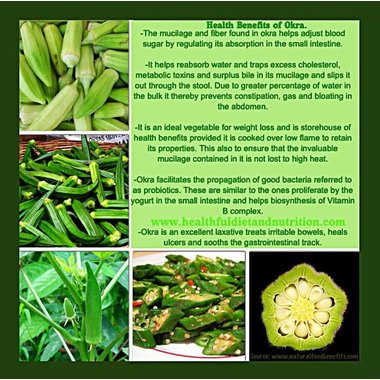 Health Benefits of Okra.
-The mucilage and fiber found in okra helps adjust blood
sugar by regulating its absorption in the small intestine.
-It helps reabsorb water and traps excess cholesterol,
metabolic toxins and surplus bile in its mucilage and slips it
out through the stool. Due to greater percentage of water in
the bulk it thereby prevents constipation, gas and bloating in
the abdomen.
-It is an ideal vegetable for weight loss and is storehouse of
health benefits provided it is cooked over low flame to retain
its properties. This also to ensure that the invaluable
mucilage contained in it is not lost to high heat.
-Okra facilitates the propagation of good bacteria referred to
as probiotics. These are similar to the ones proliferate by the
yogurt in the small intestine and helps biosynthesis of Vitamin
B complex.
www.healthfuldietandnutrition.com
-Okra is an excellent laxative treats irritable bowels, heals
ulcers and sooths the gastrointestinal track.
Source: www.naturalfoodbenefits.com